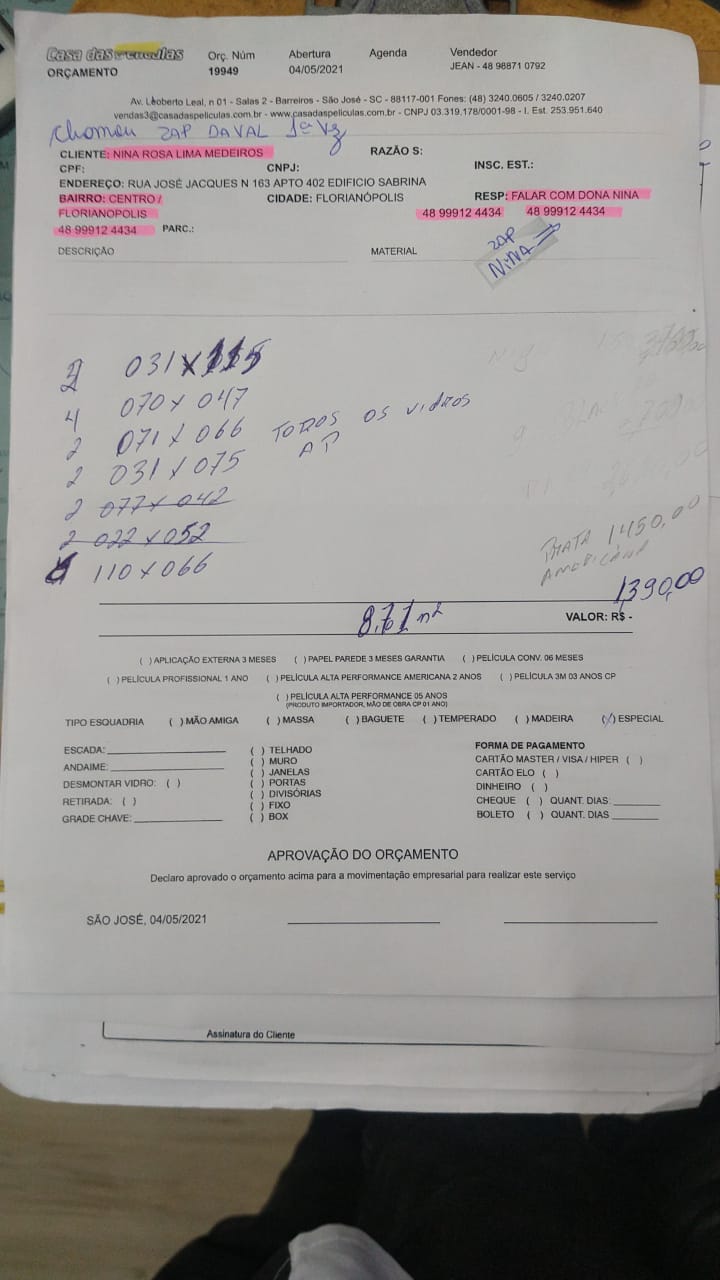 Casa das Películas Orç. Núm Abertura Agenda Vendedor
ORÇAMENTO 19949 04/05/2021 JEAN - 48 98871 0792
Av. Leoberto Leal, n 01 - Salas 2 - Barreiros - São José - SC - 88117-001 Fones: (48) 3240.0605 / 3240.0207
vendas3@casadaspeliculas.com.br - www.casadaspeliculas.com.br - CNPJ 03.319.178/0001-98 - I. Est. 253.951.640
chamou ZAP DAVAL 1ª Vz
CLIENTE: NINA ROSA LIMA MEDEIROS RAZÃO S:
CPF: CNPJ: INSC. EST.:
ENDEREÇO: RUA JOSÉ JACQUES N 163 APTO 402 EDIFICIO SABRINA
BAIRRO: CENTRO / CIDADE: FLORIANÓPOLIS RESP: FALAR COM DONA NINA
FLORIANOPOLIS 48 99912 4434 48 99912 4434
48 99912 4434 PARC.:
ZAP
NINA
DESCRIÇÃO MATERIAL
2 031 x 115
4 070 x 047
2 071 x 066 TODOS OS VIDROS
AP
2 031 x 075
2 077 x 042
2 022 x 052
110 x 066
PRATA 1450,00
AMERICANA
1390,00
8,71 m²
VALOR: R$ -
( ) APLICAÇÃO EXTERNA 3 MESES ( ) PAPEL PAREDE 3 MESES GARANTIA ( ) PELÍCULA CONV. 06 MESES
( ) PELÍCULA PROFISSIONAL 1 ANO ( ) PELÍCULA ALTA PERFORMANCE AMERICANA 2 ANOS ( ) PELÍCULA 3M 03 ANOS CP
( ) PELÍCULA ALTA PERFORMANCE 05 ANOS
(PRODUTO IMPORTADOR, MÃO DE OBRA CP 01 ANO)
TIPO ESQUADRIA ( ) MÃO AMIGA ( ) MASSA ( ) BAGUETE ( ) TEMPERADO ( ) MADEIRA (/) ESPECIAL
ESCADA: ( ) TELHADO FORMA DE PAGAMENTO
( ) MURO CARTÃO MASTER / VISA / HIPER ( )
ANDAIME: ( ) JANELAS CARTÃO ELO ( )
DESMONTAR VIDRO: ( ) ( ) PORTAS DINHEIRO ( )
RETIRADA: ( ) ( ) DIVISÓRIAS CHEQUE ( ) QUANT. DIAS:
( ) FIXO
GRADE CHAVE: ( ) BOX BOLETO ( ) QUANT. DIAS
APROVAÇÃO DO ORÇAMENTO
Declaro aprovado o orçamento acima para a movimentação empresarial para realizar este serviço
SÃO JOSÉ, 04/05/2021
Assinatura do Cliente